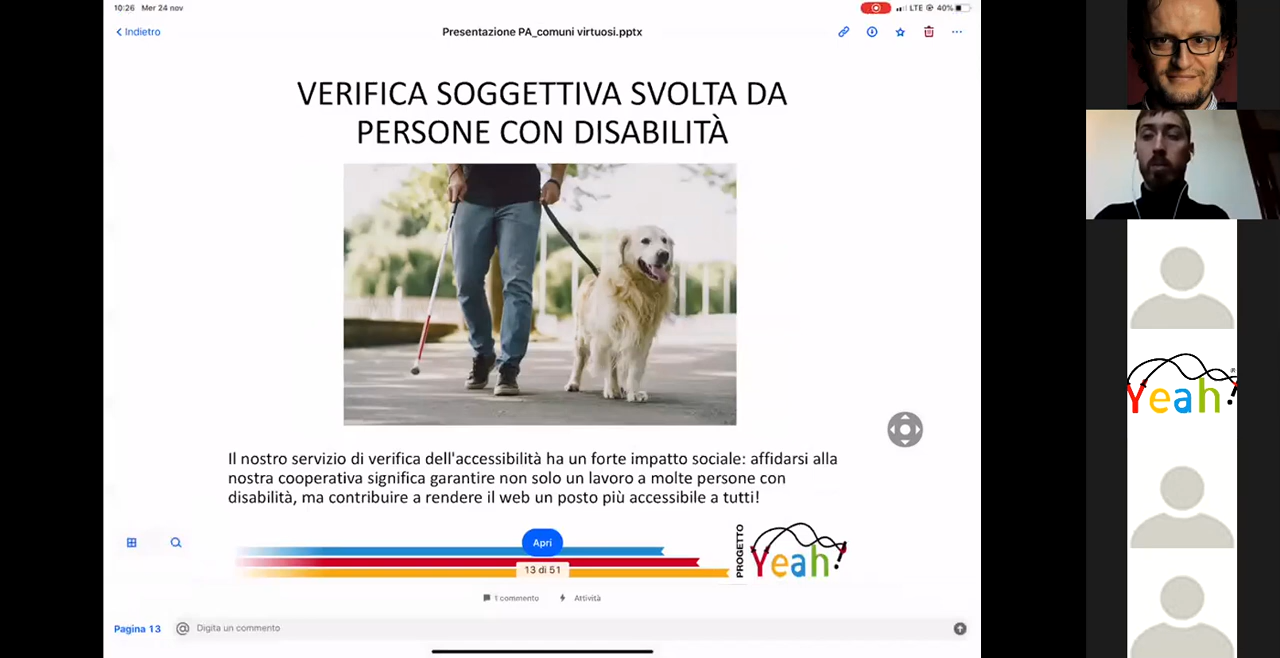 10:26 Mer 24 nov
LTE 40%
Indietro
Presentazione PA_comuni virtuosi.pptx
VERIFICA SOGGETTIVA SVOLTA DA
PERSONE CON DISABILITÀ
Il nostro servizio di verifica dell'accessibilità ha un forte impatto sociale: affidarsi alla
nostra cooperativa significa garantire non solo un lavoro a molte persone con
disabilità, ma contribuire a rendere il web un posto più accessibile a tutti!
Apri
13 di 51
PROGETTO
Yeah!
1 commento
Attività
Pagina 13
@ Digita un commento
Yeah!®